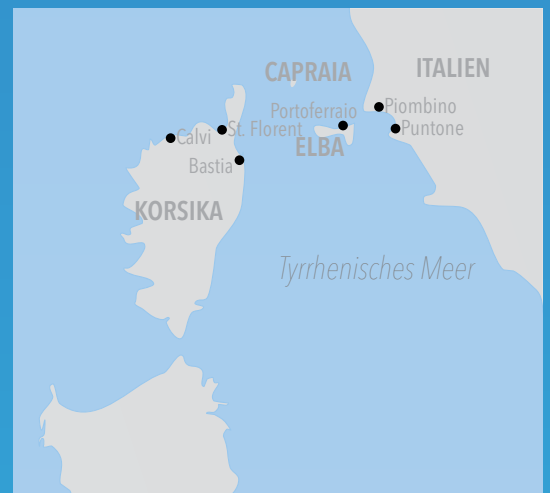 ITALIEN
CAPRAIA
Piombino
Portoferraio
Puntone
St. Florent
Calvi
ELBA
Bastia
KORSIKA
Tyrrhenisches Meer